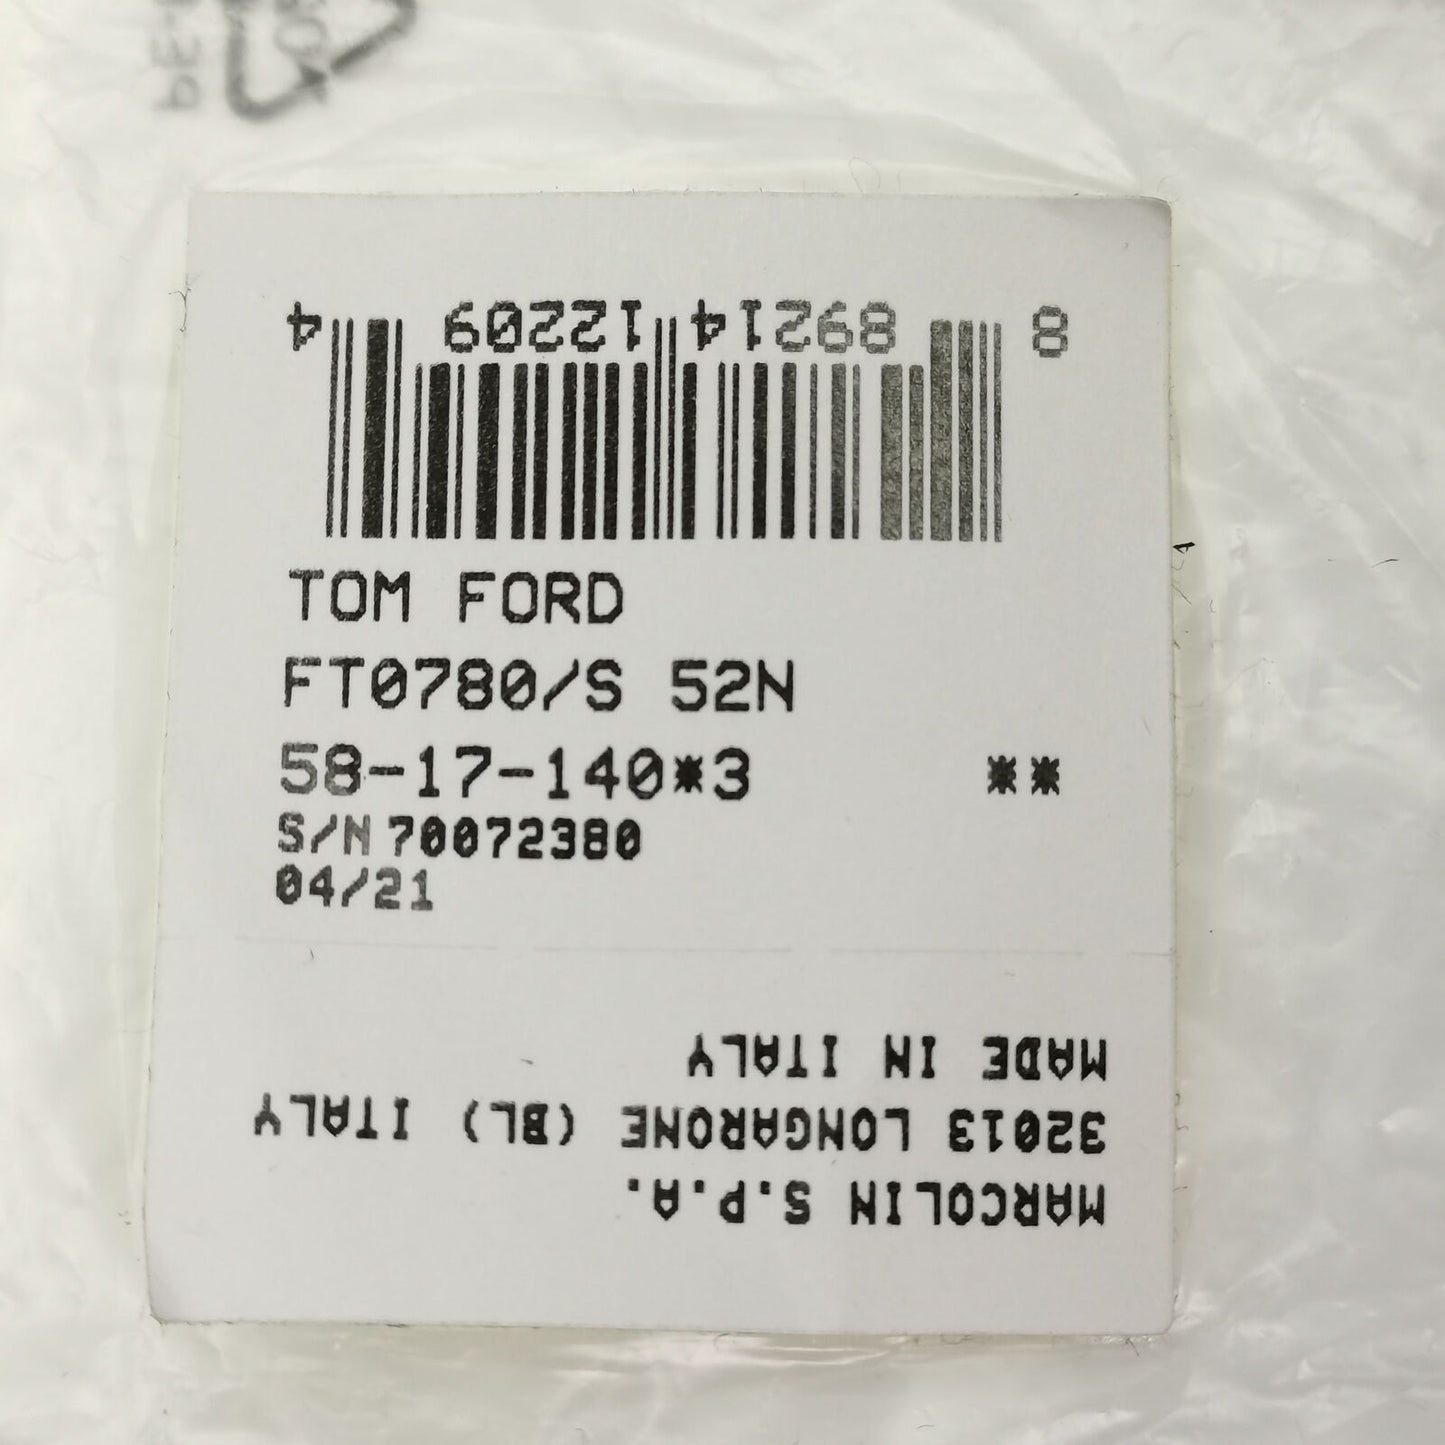 8 89214 12209 4
TOM FORD
FT0780/S 52N
58-17-140*3 **
S/N 70072380
04/21
MARCOLIN S.P.A.
32013 LONGARONE (BL) ITALY
MADE IN ITALY